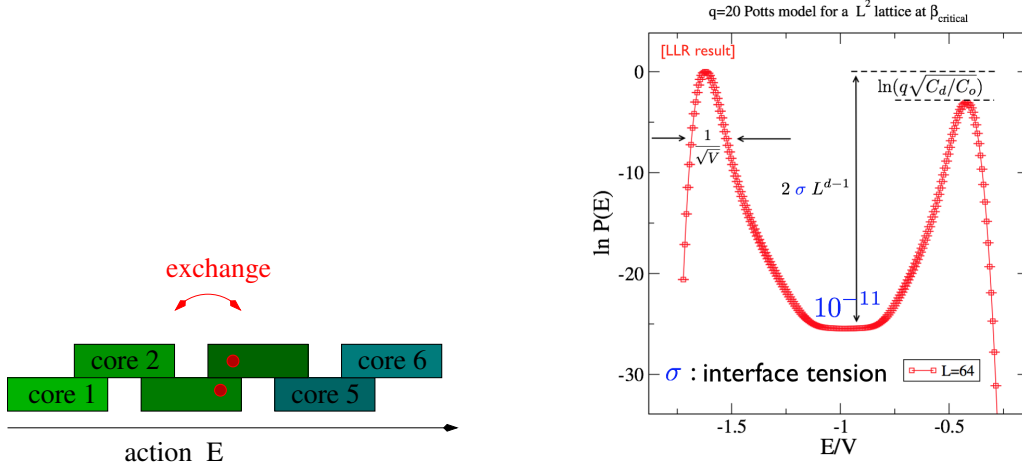 exchange
core 2
core 6
core 1
core 5
action E
q=20 Potts model for a L² lattice at β_critical
[LLR result]
ln(q√(C_d/C_o))
1/√V
2 σ L^{d−1}
10^{−11}
σ : interface tension
L=64
0
-10
-20
-30
ln P(E)
-1.5
-1
-0.5
E/V